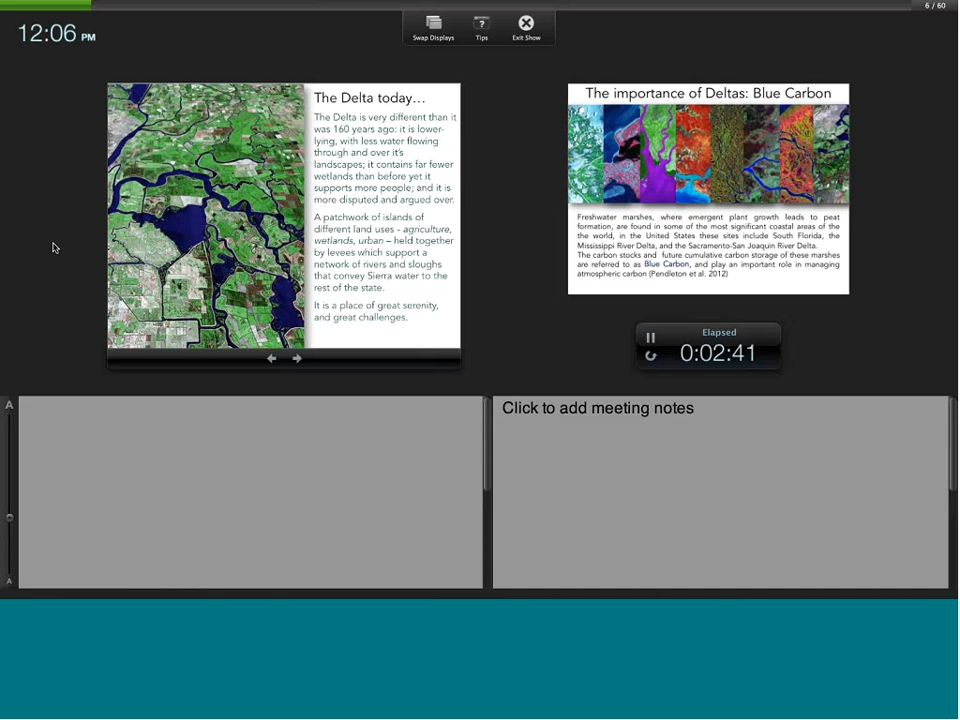 6 / 60
12:06 PM
Swap Displays
Tips
Exit Show
The Delta today…
The Delta is very different than it
was 160 years ago: it is lower-
lying, with less water flowing
through and over it's
landscapes; it contains far fewer
wetlands than before yet it
supports more people; and it is
more disputed and argued over.
A patchwork of islands of
different land uses - agriculture,
wetlands, urban – held together
by levees which support a
network of rivers and sloughs
that convey Sierra water to the
rest of the state.
It is a place of great serenity,
and great challenges.
The importance of Deltas: Blue Carbon
Freshwater marshes, where emergent plant growth leads to peat
formation, are found in some of the most significant coastal areas of the
the world, in the United States these sites include South Florida, the
Mississippi River Delta, and the Sacramento-San Joaquin River Delta.
The carbon stocks and future cumulative carbon storage of these marshes
are referred to as Blue Carbon, and play an important role in managing
atmospheric carbon (Pendleton et al. 2012)
Elapsed
0:02:41
A
A
Click to add meeting notes